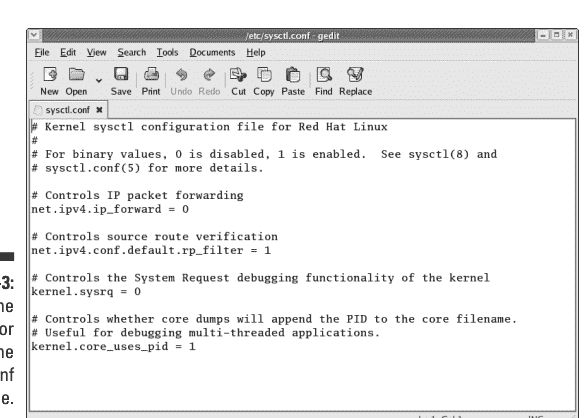 /etc/sysctl.conf - gedit
File Edit View Search Tools Documents Help
New Open Save Print Undo Redo Cut Copy Paste Find Replace
sysctl.conf
# Kernel sysctl configuration file for Red Hat Linux
#
# For binary values, 0 is disabled, 1 is enabled.  See sysctl(8) and
# sysctl.conf(5) for more details.
# Controls IP packet forwarding
net.ipv4.ip_forward = 0
# Controls source route verification
net.ipv4.conf.default.rp_filter = 1
# Controls the System Request debugging functionality of the kernel
kernel.sysrq = 0
# Controls whether core dumps will append the PID to the core filename.
# Useful for debugging multi-threaded applications.
kernel.core_uses_pid = 1
-3:
ne
or
ne
nf
e.